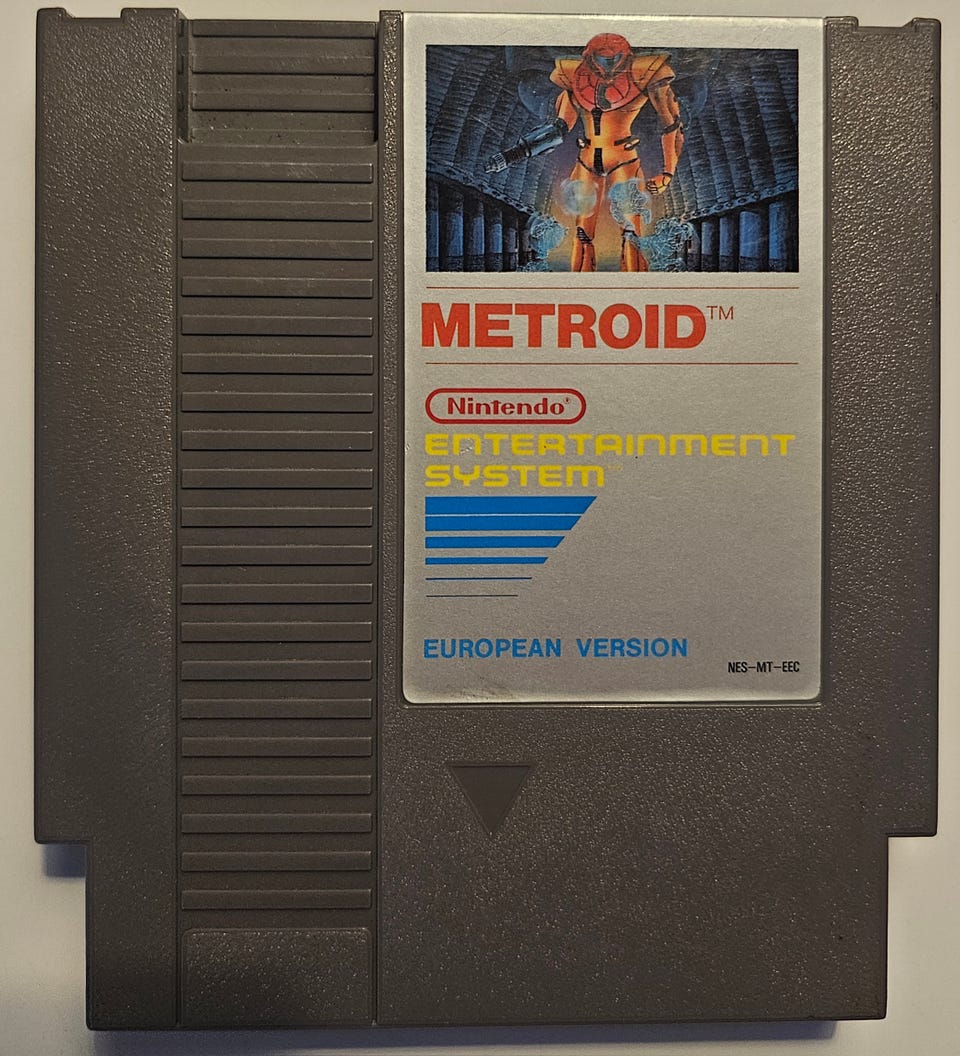 METROID™
Nintendo®
ENTERTAINMENT
SYSTEM™
EUROPEAN VERSION
NES-MT-EEC